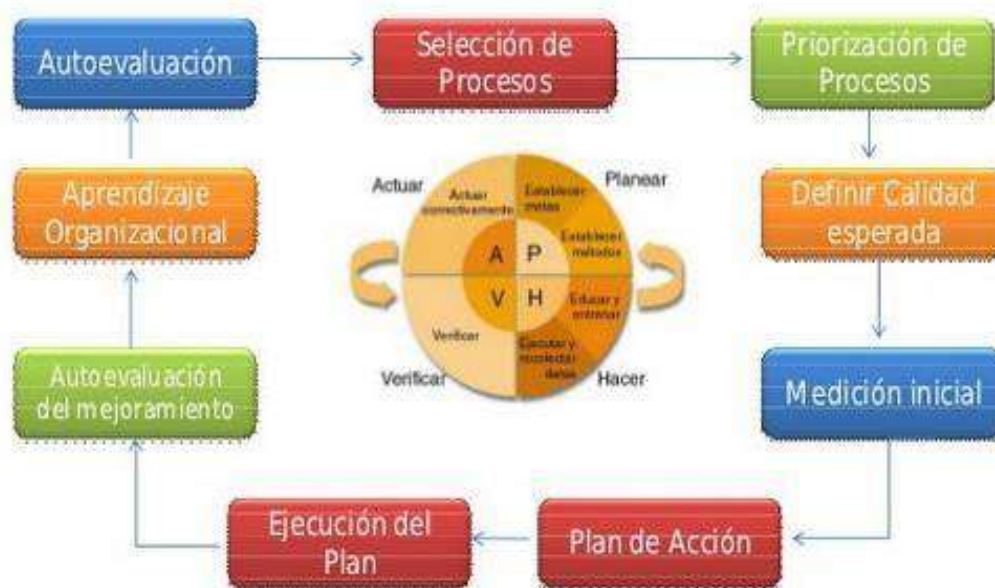 Autoevaluación
Selección de
Procesos
Priorización de
Procesos
Aprendizaje
Organizacional
Definir Calidad
esperada
Autoevaluación
del mejoramiento
Medición inicial
Ejecución del
Plan
Plan de Acción
Actuar
Planear
Actuar
correctivamente
Establecer
metas
Establecer
métodos
A
P
V
H
Educar y
entrenar
Verificar
Ejecutar y
recolectar
datos
Verificar
Hacer